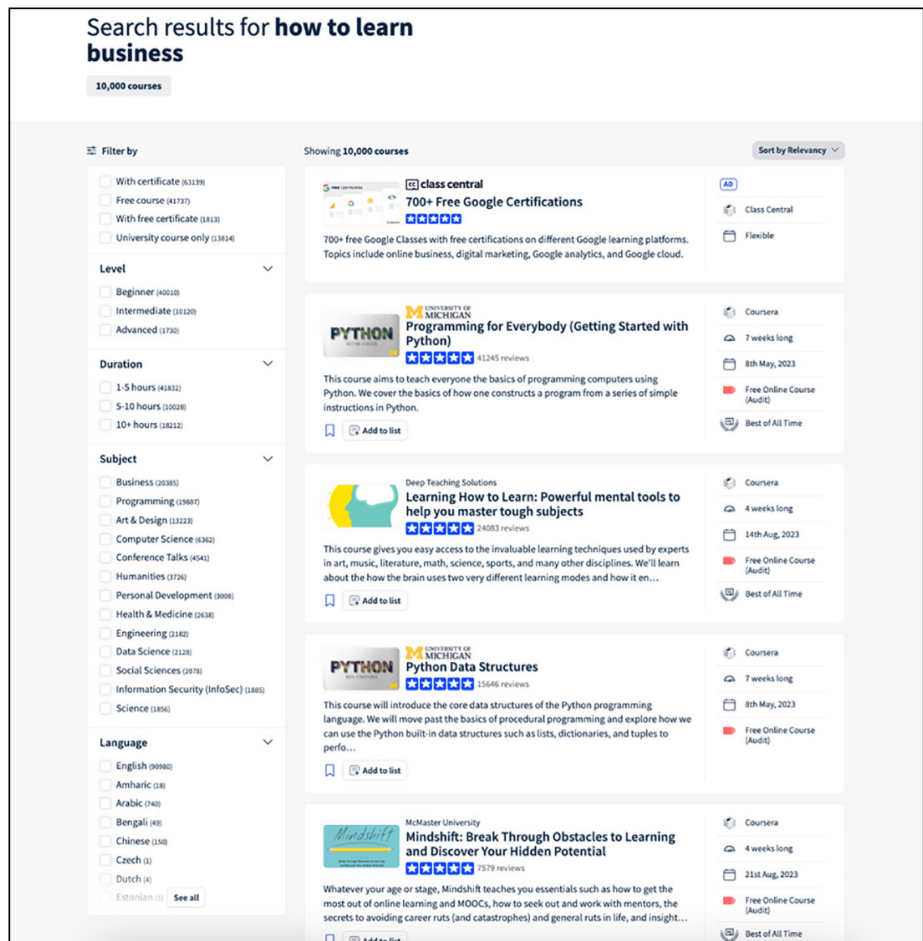 Search results for how to learn
business
10,000 courses
Filter by
With certificate (63139)
Free course (41737)
With free certificate (1813)
University course only (13814)
Level
Beginner (40010)
Intermediate (10120)
Advanced (1730)
Duration
1-5 hours (41832)
5-10 hours (10028)
10+ hours (18212)
Subject
Business (20385)
Programming (19687)
Art & Design (13223)
Computer Science (6362)
Conference Talks (4541)
Humanities (3726)
Personal Development (3008)
Health & Medicine (2638)
Engineering (2182)
Data Science (2128)
Social Sciences (2078)
Information Security (InfoSec) (1885)
Science (1856)
Language
English (90980)
Amharic (18)
Arabic (740)
Bengali (49)
Chinese (150)
Czech (1)
Dutch (4)
Estonian (1)
See all
Showing 10,000 courses
Sort by Relevancy
class central
700+ Free Google Certifications
700+ free Google Classes with free certifications on different Google learning platforms.
Topics include online business, digital marketing, Google analytics, and Google cloud.
AD
Class Central
Flexible
PYTHON
UNIVERSITY OF
MICHIGAN
Programming for Everybody (Getting Started with
Python)
41245 reviews
This course aims to teach everyone the basics of programming computers using
Python. We cover the basics of how one constructs a program from a series of simple
instructions in Python.
Add to list
Coursera
7 weeks long
8th May, 2023
Free Online Course
(Audit)
Best of All Time
Deep Teaching Solutions
Learning How to Learn: Powerful mental tools to
help you master tough subjects
24083 reviews
This course gives you easy access to the invaluable learning techniques used by experts
in art, music, literature, math, science, sports, and many other disciplines. We'll learn
about the how the brain uses two very different learning modes and how it en...
Add to list
Coursera
4 weeks long
14th Aug, 2023
Free Online Course
(Audit)
Best of All Time
PYTHON
UNIVERSITY OF
MICHIGAN
Python Data Structures
15646 reviews
This course will introduce the core data structures of the Python programming
language. We will move past the basics of procedural programming and explore how we
can use the Python built-in data structures such as lists, dictionaries, and tuples to
perfo...
Add to list
Coursera
7 weeks long
8th May, 2023
Free Online Course
(Audit)
Mindshift
McMaster University
Mindshift: Break Through Obstacles to Learning
and Discover Your Hidden Potential
7579 reviews
Whatever your age or stage, Mindshift teaches you essentials such as how to get the
most out of online learning and MOOCs, how to seek out and work with mentors, the
secrets to avoiding career ruts (and catastrophes) and general ruts in life, and insight...
Add to list
Coursera
4 weeks long
21st Aug, 2023
Free Online Course
(Audit)
Best of All Time